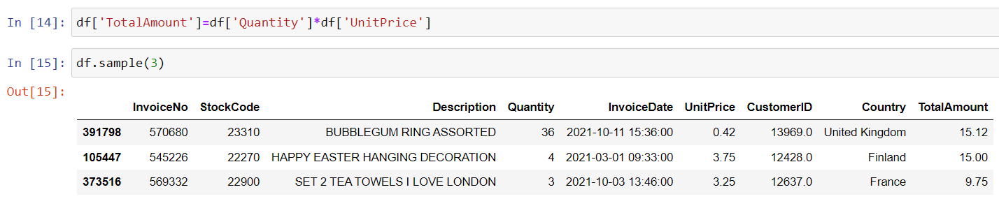 In [14]: df['TotalAmount']=df['Quantity']*df['UnitPrice']
In [15]: df.sample(3)
Out[15]:
InvoiceNo StockCode Description Quantity InvoiceDate UnitPrice CustomerID Country TotalAmount
391798 570680 23310 BUBBLEGUM RING ASSORTED 36 2021-10-11 15:36:00 0.42 13969.0 United Kingdom 15.12
105447 545226 22270 HAPPY EASTER HANGING DECORATION 4 2021-03-01 09:33:00 3.75 12428.0 Finland 15.00
373516 569332 22900 SET 2 TEA TOWELS I LOVE LONDON 3 2021-10-03 13:46:00 3.25 12637.0 France 9.75